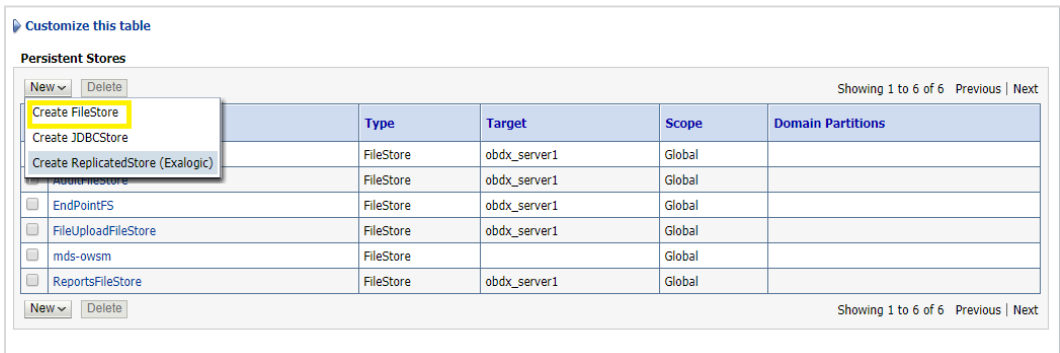 Customize this table
Persistent Stores
New Delete Showing 1 to 6 of 6 Previous | Next
Create FileStore
Create JDBCStore
Create ReplicatedStore (Exalogic)
Type Target Scope Domain Partitions
FileStore obdx_server1 Global
AuditFileStore FileStore obdx_server1 Global
EndPointFS FileStore obdx_server1 Global
FileUploadFileStore FileStore obdx_server1 Global
mds-owsm FileStore Global
ReportsFileStore FileStore obdx_server1 Global
New Delete Showing 1 to 6 of 6 Previous | Next